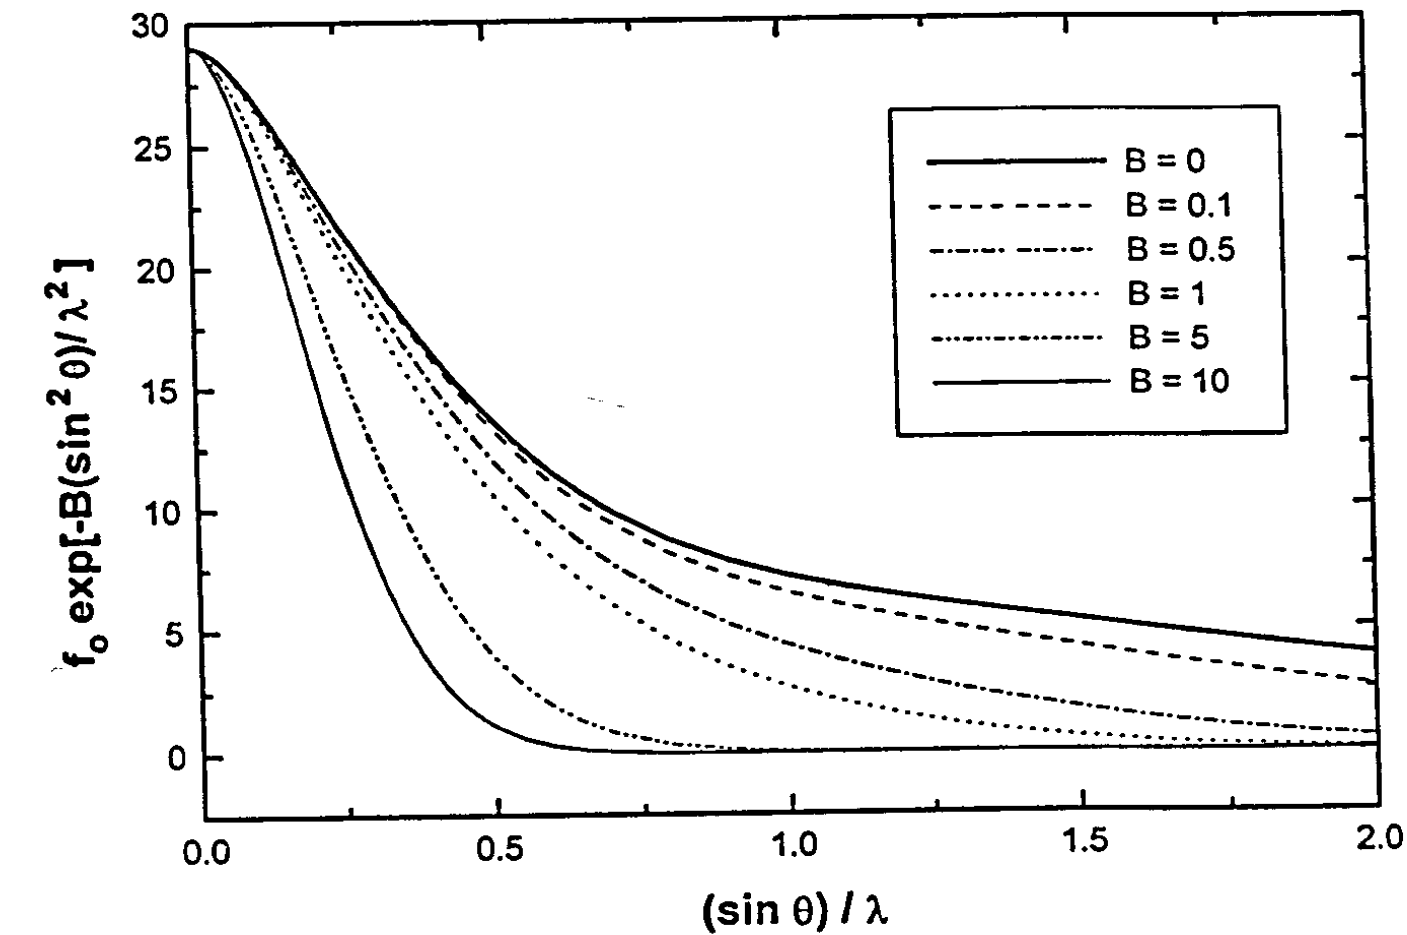 30
25
20
15
10
5
0
f₀ exp[-B(sin² θ)/ λ²]
B = 0
B = 0.1
B = 0.5
B = 1
B = 5
B = 10
0.0 0.5 1.0 1.5 2.0
(sin θ) / λ